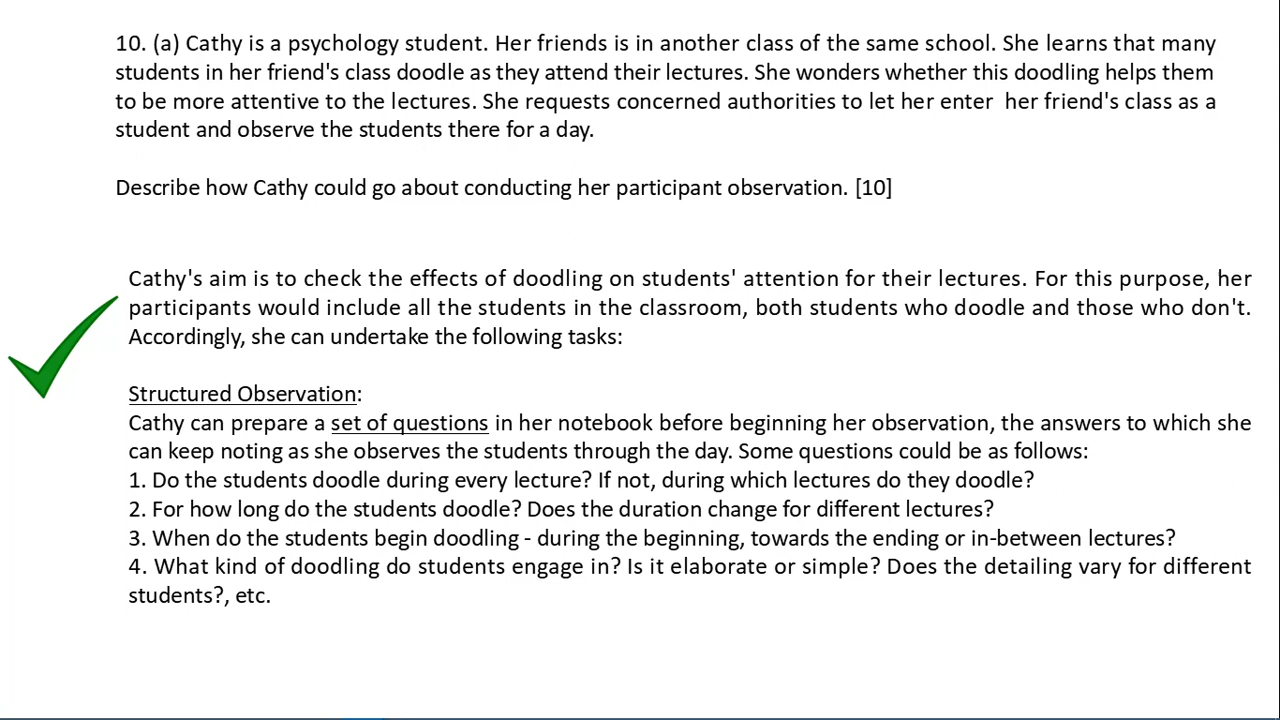 10. (a) Cathy is a psychology student. Her friends is in another class of the same school. She learns that many
students in her friend's class doodle as they attend their lectures. She wonders whether this doodling helps them
to be more attentive to the lectures. She requests concerned authorities to let her enter  her friend's class as a
student and observe the students there for a day.
Describe how Cathy could go about conducting her participant observation. [10]
Cathy's aim is to check the effects of doodling on students' attention for their lectures. For this purpose, her
participants would include all the students in the classroom, both students who doodle and those who don't.
Accordingly, she can undertake the following tasks:
Structured Observation:
Cathy can prepare a set of questions in her notebook before beginning her observation, the answers to which she
can keep noting as she observes the students through the day. Some questions could be as follows:
1. Do the students doodle during every lecture? If not, during which lectures do they doodle?
2. For how long do the students doodle? Does the duration change for different lectures?
3. When do the students begin doodling - during the beginning, towards the ending or in-between lectures?
4. What kind of doodling do students engage in? Is it elaborate or simple? Does the detailing vary for different
students?, etc.